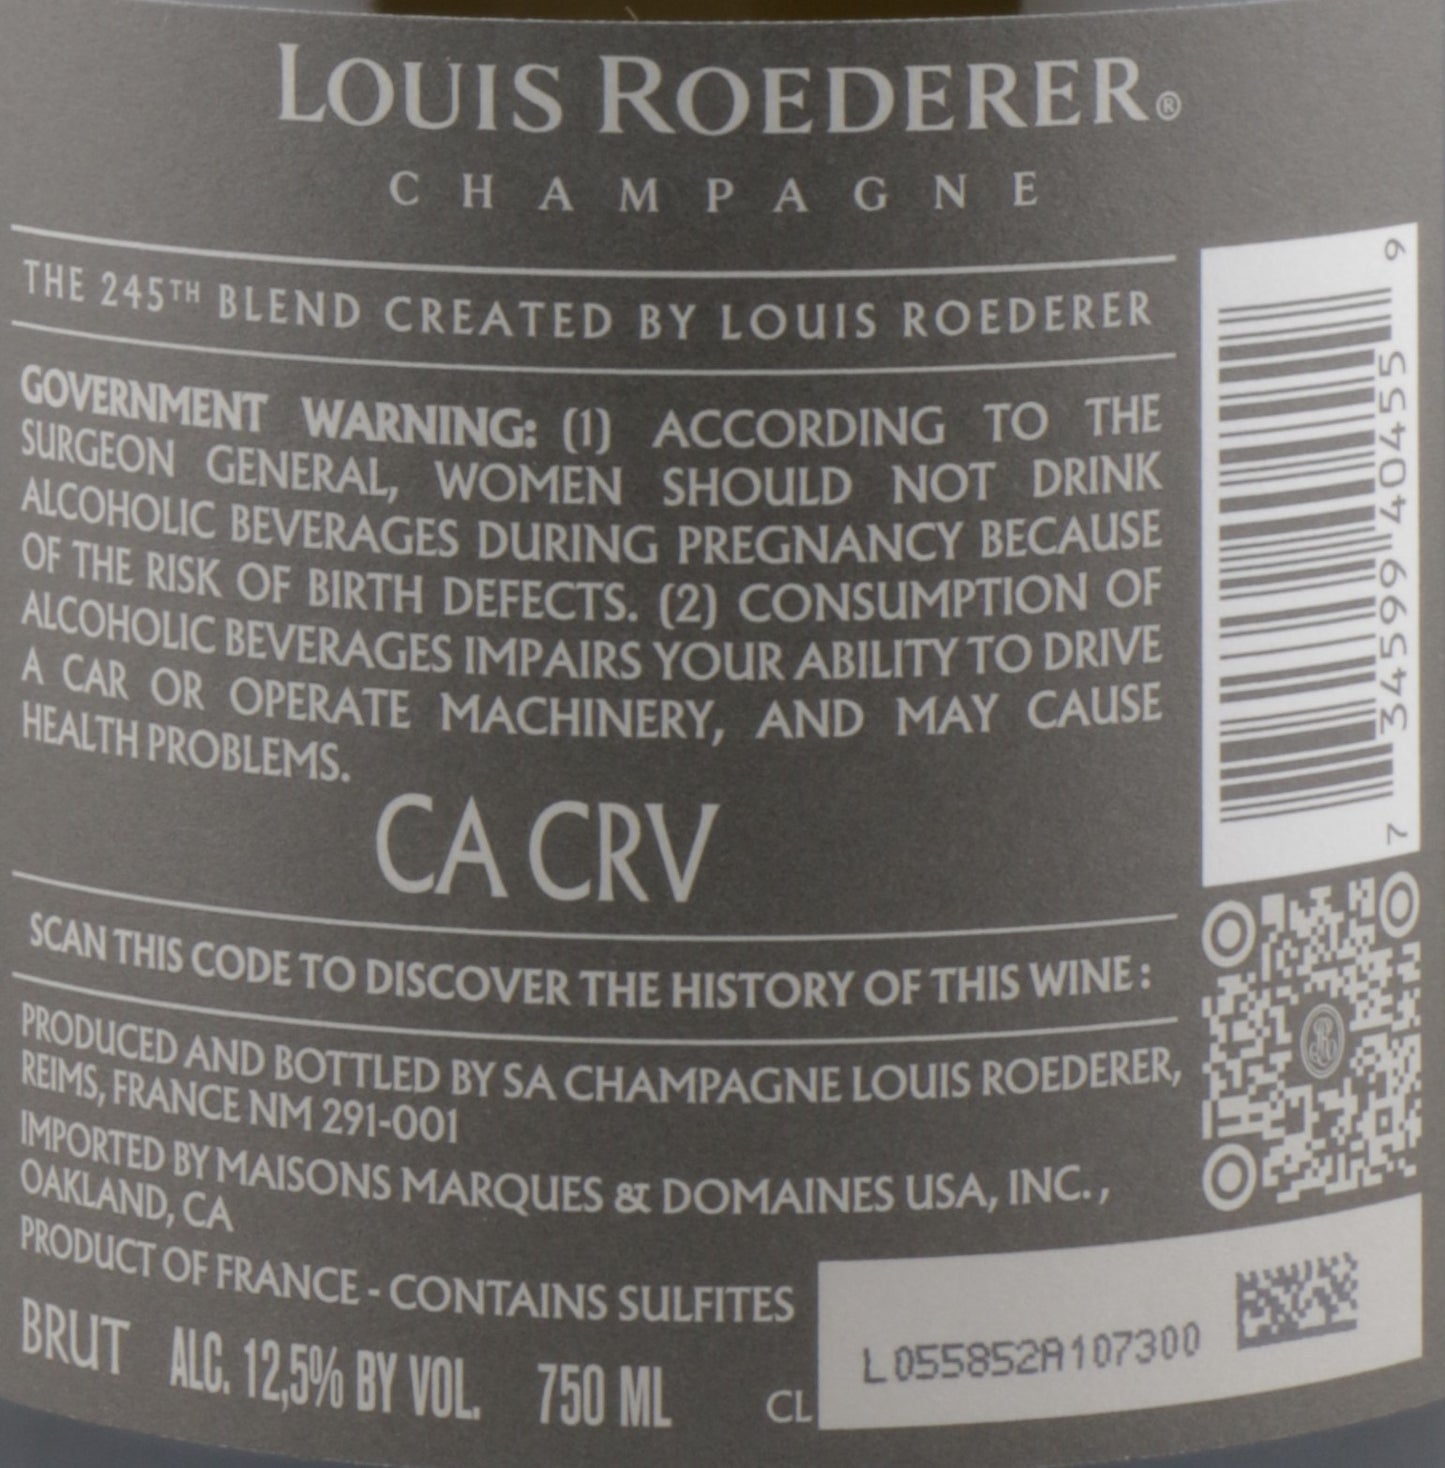 LOUIS ROEDERER®
CHAMPAGNE
THE 245TH BLEND CREATED BY LOUIS ROEDERER
GOVERNMENT WARNING: (1) ACCORDING TO THE
SURGEON GENERAL, WOMEN SHOULD NOT DRINK
ALCOHOLIC BEVERAGES DURING PREGNANCY BECAUSE
OF THE RISK OF BIRTH DEFECTS. (2) CONSUMPTION OF
ALCOHOLIC BEVERAGES IMPAIRS YOUR ABILITY TO DRIVE
A CAR OR OPERATE MACHINERY, AND MAY CAUSE
HEALTH PROBLEMS.
CA CRV
SCAN THIS CODE TO DISCOVER THE HISTORY OF THIS WINE :
PRODUCED AND BOTTLED BY SA CHAMPAGNE LOUIS ROEDERER,
REIMS, FRANCE NM 291-001
IMPORTED BY MAISONS MARQUES & DOMAINES USA, INC. ,
OAKLAND, CA
PRODUCT OF FRANCE - CONTAINS SULFITES
BRUT ALC. 12,5% BY VOL. 750 ML CL
L055852A107300
7 34599 40455 9